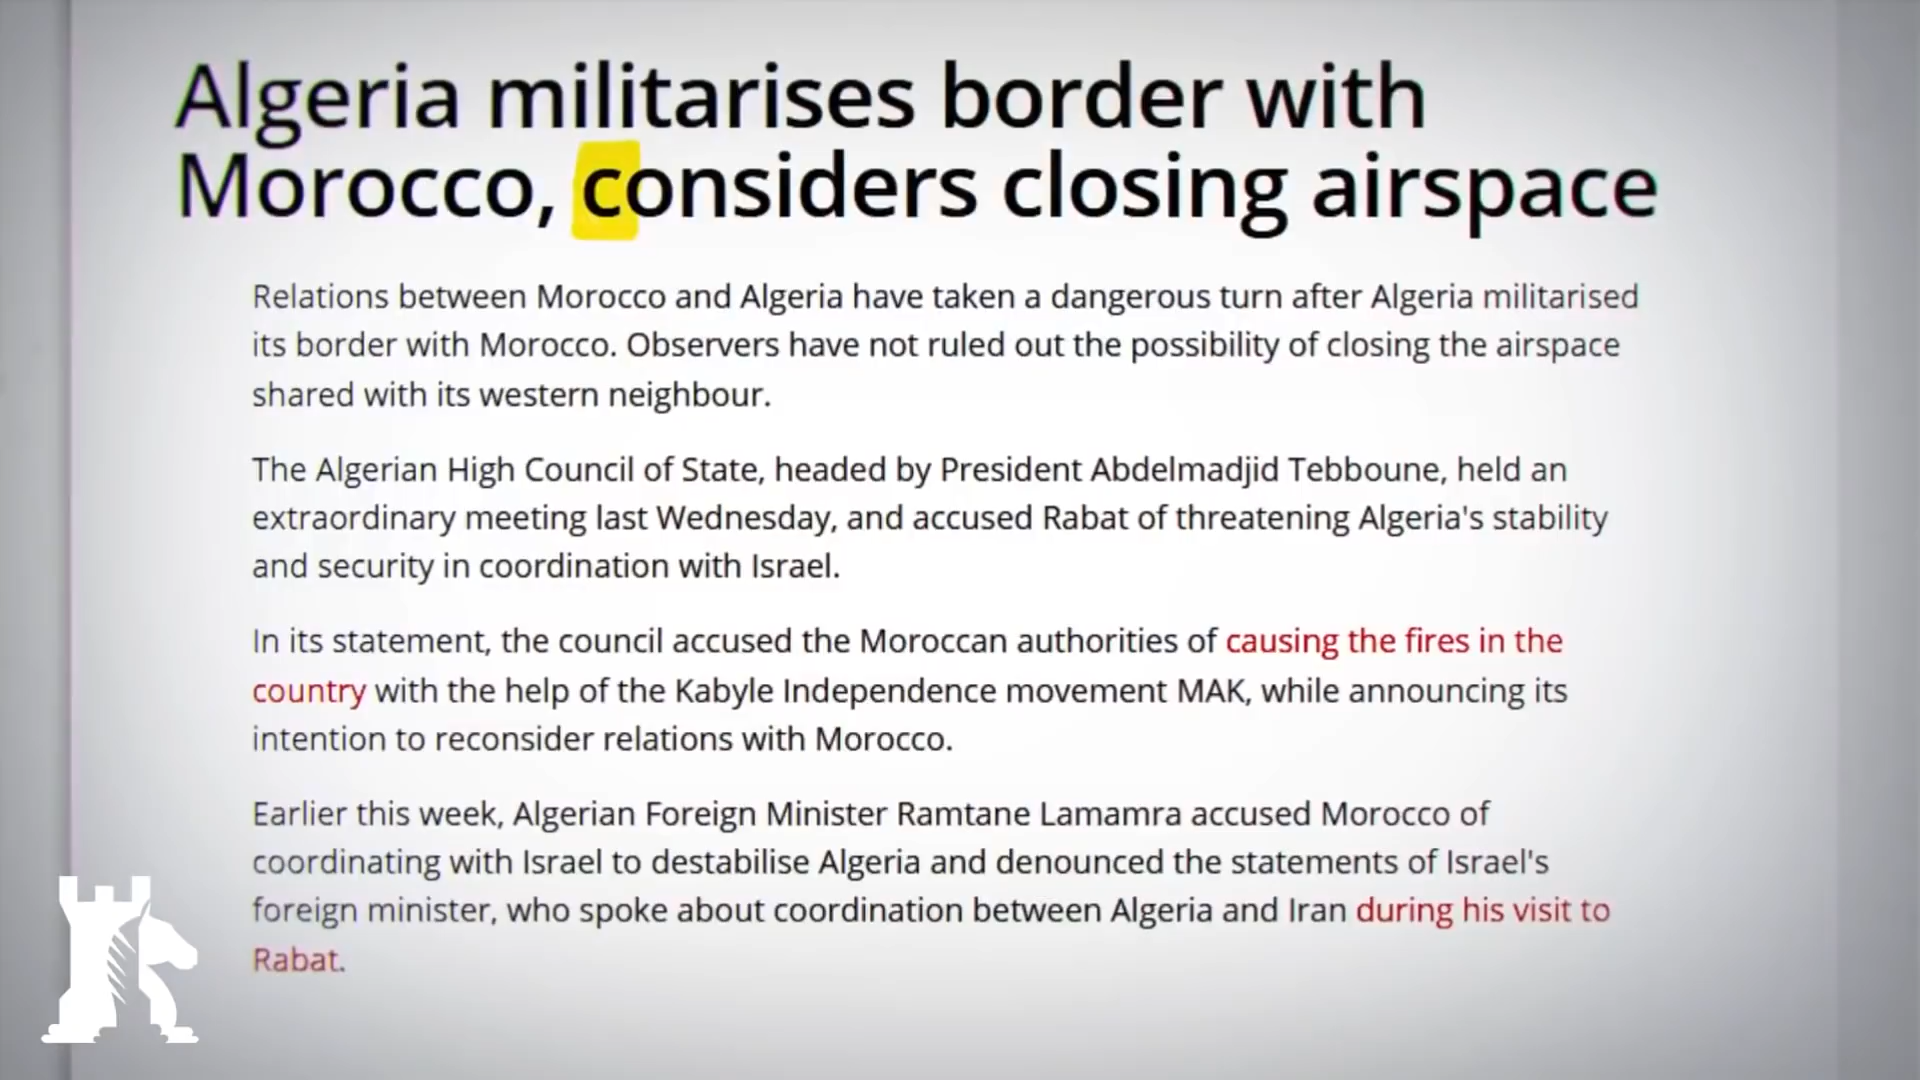 Algeria militarises border with
Morocco, considers closing airspace
Relations between Morocco and Algeria have taken a dangerous turn after Algeria militarised
its border with Morocco. Observers have not ruled out the possibility of closing the airspace
shared with its western neighbour.
The Algerian High Council of State, headed by President Abdelmadjid Tebboune, held an
extraordinary meeting last Wednesday, and accused Rabat of threatening Algeria's stability
and security in coordination with Israel.
In its statement, the council accused the Moroccan authorities of causing the fires in the
country with the help of the Kabyle Independence movement MAK, while announcing its
intention to reconsider relations with Morocco.
Earlier this week, Algerian Foreign Minister Ramtane Lamamra accused Morocco of
coordinating with Israel to destabilise Algeria and denounced the statements of Israel's
foreign minister, who spoke about coordination between Algeria and Iran during his visit to
Rabat.